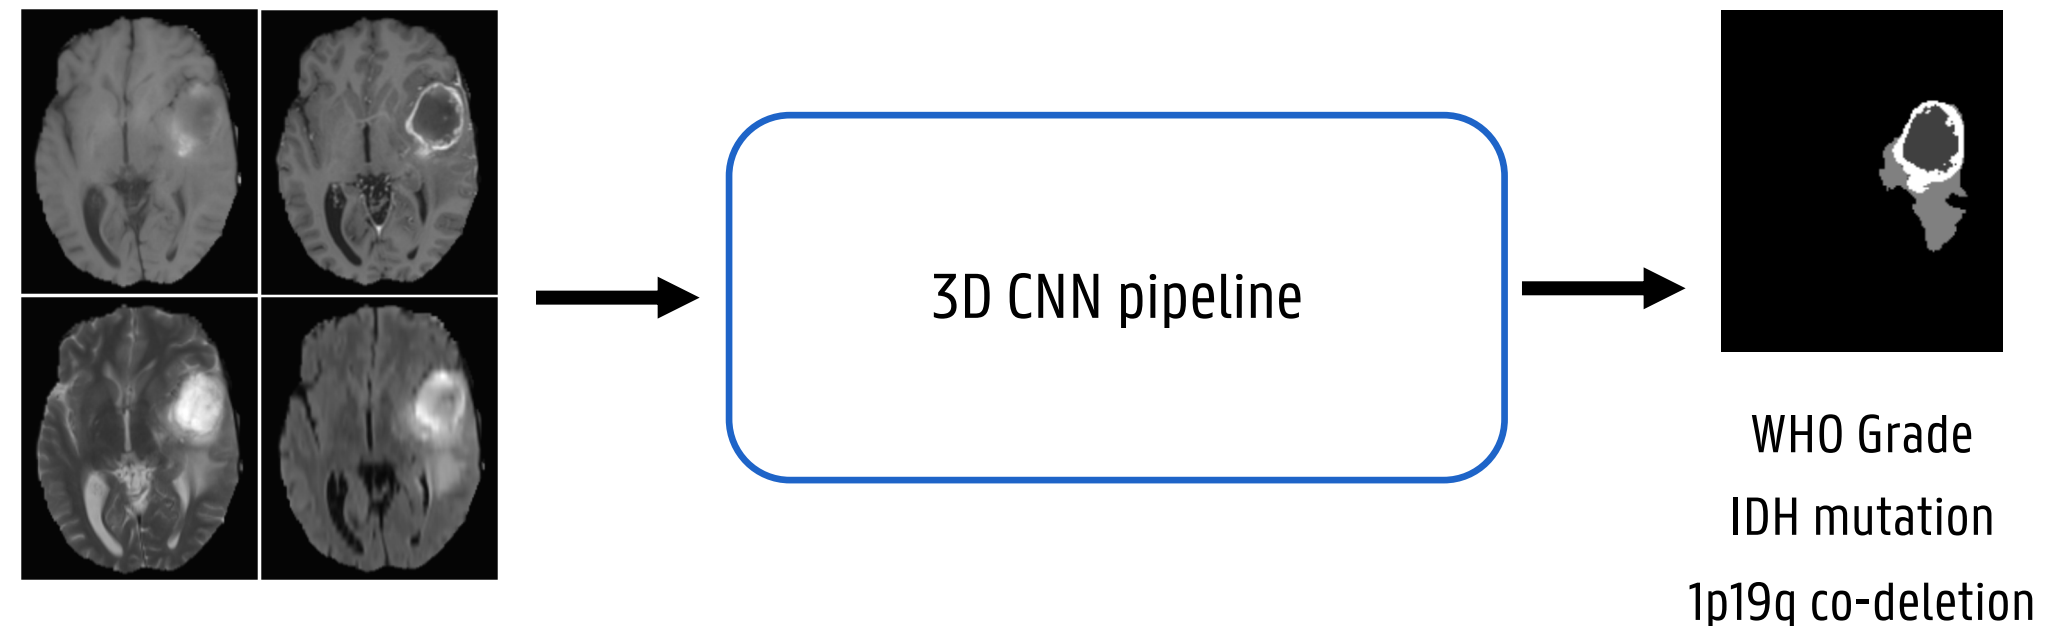 3D CNN pipeline
WHO Grade
IDH mutation
1p19q co-deletion